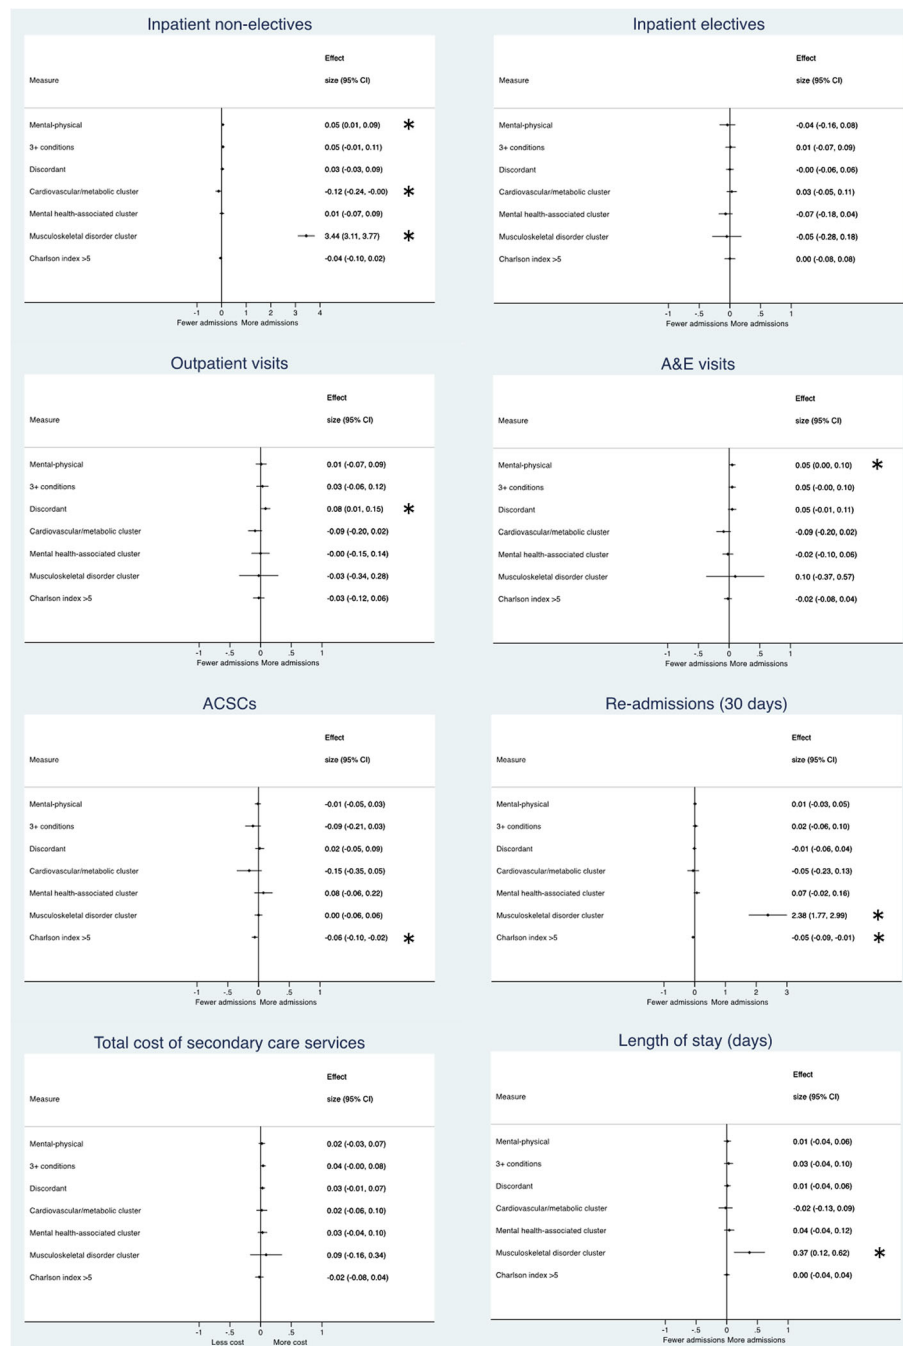 Inpatient non-electives
Effect
Measure size (95% CI)
Mental-physical 0.05 (0.01, 0.09) *
3+ conditions 0.05 (-0.01, 0.11)
Discordant 0.03 (-0.03, 0.09)
Cardiovascular/metabolic cluster -0.12 (-0.24, -0.00) *
Mental health-associated cluster 0.01 (-0.07, 0.09)
Musculoskeletal disorder cluster 3.44 (3.11, 3.77) *
Charlson index >5 -0.04 (-0.10, 0.02)
-1 0 1 2 3 4
Fewer admissions More admissions
Inpatient electives
Effect
Measure size (95% CI)
Mental-physical -0.04 (-0.16, 0.08)
3+ conditions 0.01 (-0.07, 0.09)
Discordant -0.00 (-0.06, 0.06)
Cardiovascular/metabolic cluster 0.03 (-0.05, 0.11)
Mental health-associated cluster -0.07 (-0.18, 0.04)
Musculoskeletal disorder cluster -0.05 (-0.28, 0.18)
Charlson index >5 0.00 (-0.08, 0.08)
-1 -.5 0 .5 1
Fewer admissions More admissions
Outpatient visits
Effect
Measure size (95% CI)
Mental-physical 0.01 (-0.07, 0.09)
3+ conditions 0.03 (-0.06, 0.12)
Discordant 0.08 (0.01, 0.15) *
Cardiovascular/metabolic cluster -0.09 (-0.20, 0.02)
Mental health-associated cluster -0.00 (-0.15, 0.14)
Musculoskeletal disorder cluster -0.03 (-0.34, 0.28)
Charlson index >5 -0.03 (-0.12, 0.06)
-1 -.5 0 .5 1
Fewer admissions More admissions
A&E visits
Effect
Measure size (95% CI)
Mental-physical 0.05 (0.00, 0.10) *
3+ conditions 0.05 (-0.00, 0.10)
Discordant 0.05 (-0.01, 0.11)
Cardiovascular/metabolic cluster -0.09 (-0.20, 0.02)
Mental health-associated cluster -0.02 (-0.10, 0.06)
Musculoskeletal disorder cluster 0.10 (-0.37, 0.57)
Charlson index >5 -0.02 (-0.08, 0.04)
-1 -.5 0 .5 1
Fewer admissions More admissions
ACSCs
Effect
Measure size (95% CI)
Mental-physical -0.01 (-0.05, 0.03)
3+ conditions -0.09 (-0.21, 0.03)
Discordant 0.02 (-0.05, 0.09)
Cardiovascular/metabolic cluster -0.15 (-0.35, 0.05)
Mental health-associated cluster 0.08 (-0.06, 0.22)
Musculoskeletal disorder cluster 0.00 (-0.06, 0.06)
Charlson index >5 -0.06 (-0.10, -0.02) *
-1 -.5 0 .5 1
Fewer admissions More admissions
Re-admissions (30 days)
Effect
Measure size (95% CI)
Mental-physical 0.01 (-0.03, 0.05)
3+ conditions 0.02 (-0.06, 0.10)
Discordant -0.01 (-0.06, 0.04)
Cardiovascular/metabolic cluster -0.05 (-0.23, 0.13)
Mental health-associated cluster 0.07 (-0.02, 0.16)
Musculoskeletal disorder cluster 2.38 (1.77, 2.99) *
Charlson index >5 -0.05 (-0.09, -0.01) *
-1 0 1 2 3
Fewer admissions More admissions
Total cost of secondary care services
Effect
Measure size (95% CI)
Mental-physical 0.02 (-0.03, 0.07)
3+ conditions 0.04 (-0.00, 0.08)
Discordant 0.03 (-0.01, 0.07)
Cardiovascular/metabolic cluster 0.02 (-0.06, 0.10)
Mental health-associated cluster 0.03 (-0.04, 0.10)
Musculoskeletal disorder cluster 0.09 (-0.16, 0.34)
Charlson index >5 -0.02 (-0.08, 0.04)
-1 -.5 0 .5 1
Less cost More cost
Length of stay (days)
Effect
Measure size (95% CI)
Mental-physical 0.01 (-0.04, 0.06)
3+ conditions 0.03 (-0.04, 0.10)
Discordant 0.01 (-0.04, 0.06)
Cardiovascular/metabolic cluster -0.02 (-0.13, 0.09)
Mental health-associated cluster 0.04 (-0.04, 0.12)
Musculoskeletal disorder cluster 0.37 (0.12, 0.62) *
Charlson index >5 0.00 (-0.04, 0.04)
-1 -.5 0 .5 1
Fewer admissions More admissions